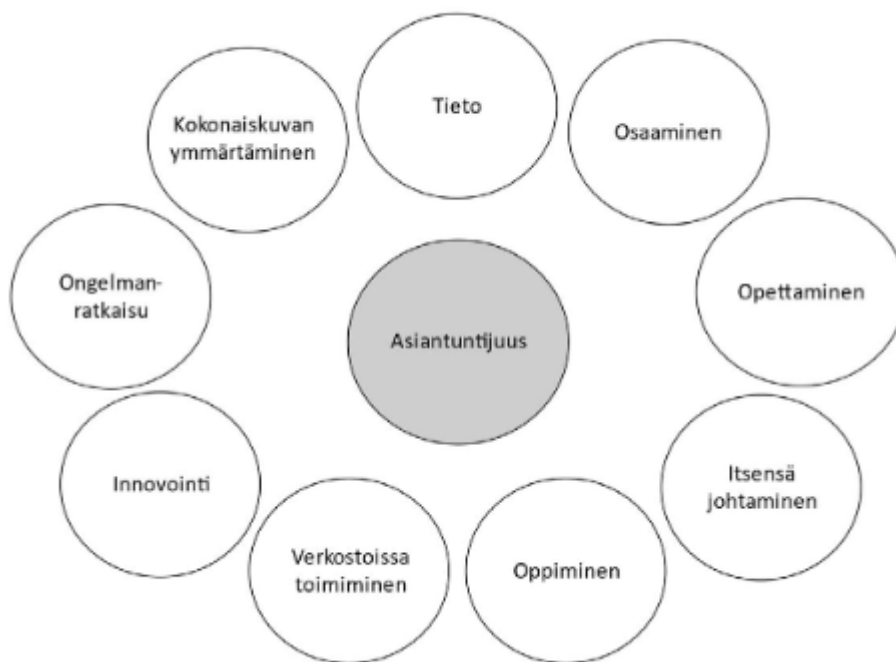 Tieto
Osaaminen
Opettaminen
Itsensä
johtaminen
Oppiminen
Verkostoissa
toimiminen
Innovointi
Ongelman-
ratkaisu
Kokonaiskuvan
ymmärtäminen
Asiantuntijuus